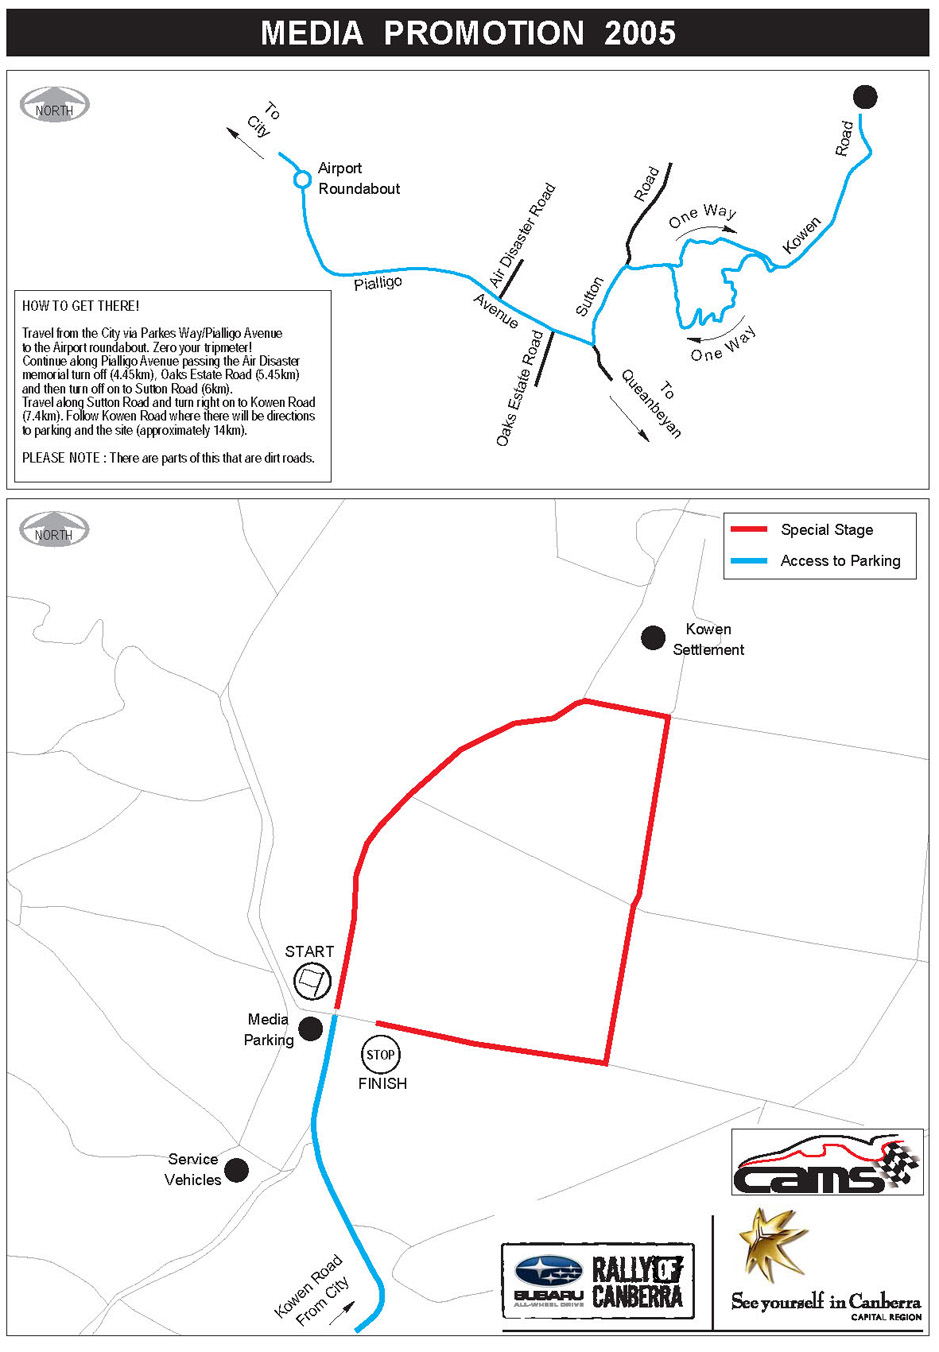 MEDIA PROMOTION 2005
NORTH
To
City
Airport
Roundabout
Pialligo
Avenue
Air Disaster Road
Oaks Estate Road
Sutton
Road
To
Queanbeyan
One Way
One Way
Kowen
Road
HOW TO GET THERE!
Travel from the City via Parkes Way/Pialligo Avenue
to the Airport roundabout. Zero your tripmeter!
Continue along Pialligo Avenue passing the Air Disaster
memorial turn off (4.45km), Oaks Estate Road (5.45km)
and then turn off on to Sutton Road (6km).
Travel along Sutton Road and turn right on to Kowen Road
(7.4km). Follow Kowen Road where there will be directions
to parking and the site (approximately 14km).
PLEASE NOTE : There are parts of this that are dirt roads.
NORTH
Special Stage
Access to Parking
Kowen
Settlement
START
Media
Parking
STOP
FINISH
Service
Vehicles
Kowen Road
From City
cams
SUBARU
ALL-WHEEL DRIVE
RALLY OF
CANBERRA
See yourself in Canberra
CAPITAL REGION